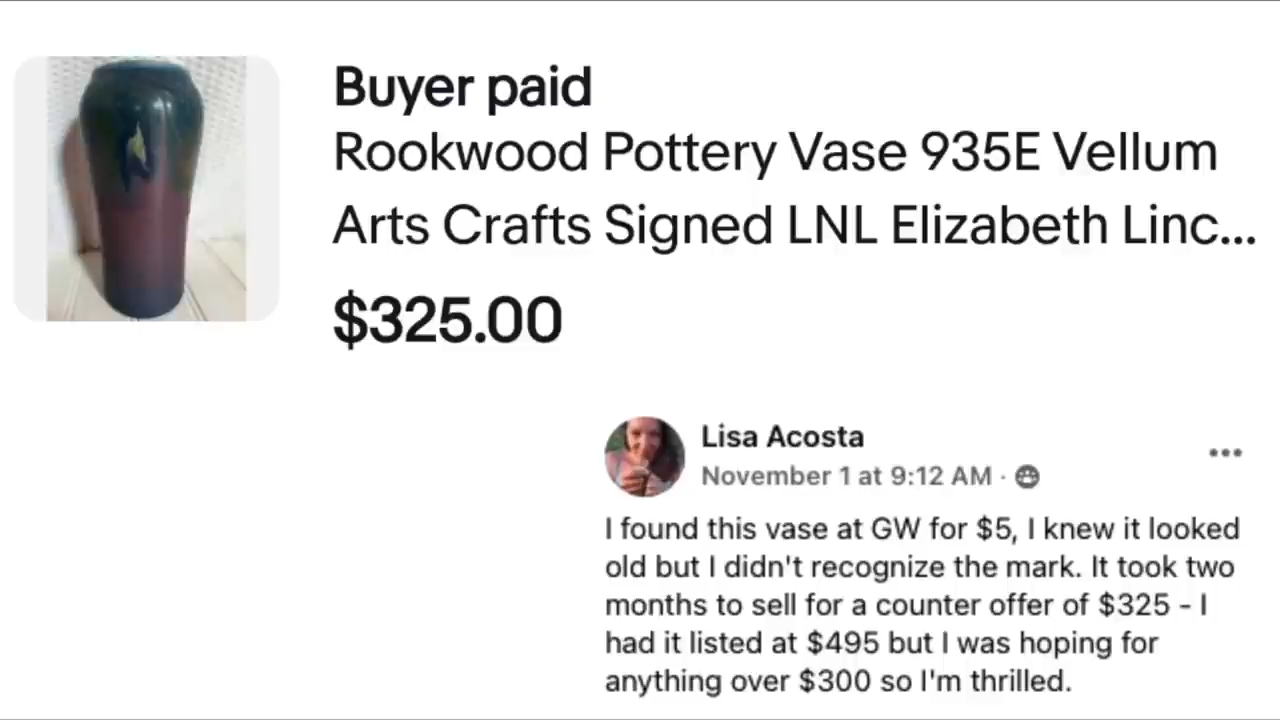 Buyer paid
Rookwood Pottery Vase 935E Vellum
Arts Crafts Signed LNL Elizabeth Linc...
$325.00
Lisa Acosta
November 1 at 9:12 AM ·
I found this vase at GW for $5, I knew it looked
old but I didn't recognize the mark. It took two
months to sell for a counter offer of $325 - I
had it listed at $495 but I was hoping for
anything over $300 so I'm thrilled.